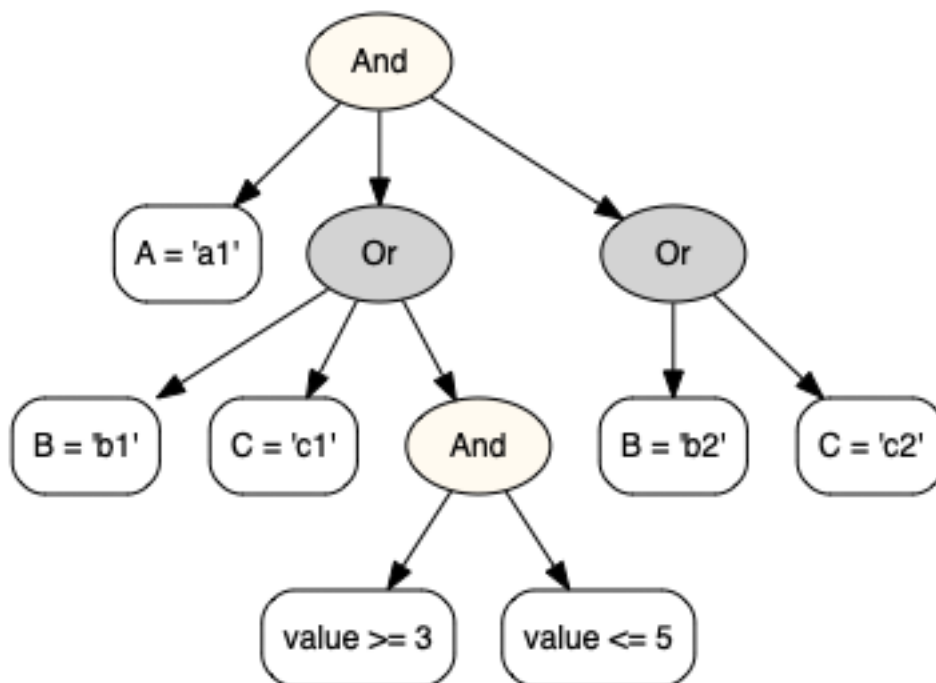 And
A = 'a1'
Or
Or
B = 'b1'
C = 'c1'
And
B = 'b2'
C = 'c2'
value >= 3
value <= 5